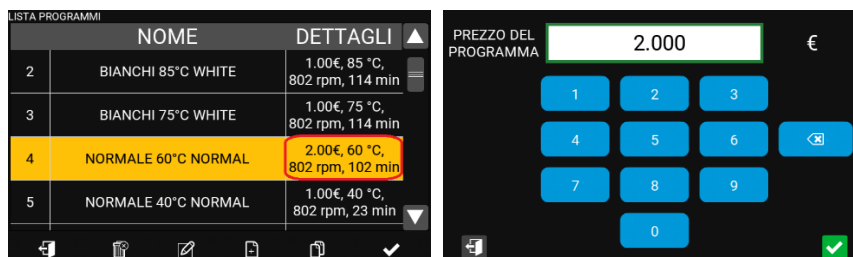 LISTA PROGRAMMI
NOME DETTAGLI
2 BIANCHI 85°C WHITE 1.00€, 85 °C,
802 rpm, 114 min
3 BIANCHI 75°C WHITE 1.00€, 75 °C,
802 rpm, 114 min
4 NORMALE 60°C NORMAL 2.00€, 60 °C,
802 rpm, 102 min
5 NORMALE 40°C NORMAL 1.00€, 40 °C,
802 rpm, 23 min
PREZZO DEL
PROGRAMMA
2.000 €
1 2 3
4 5 6
7 8 9
0